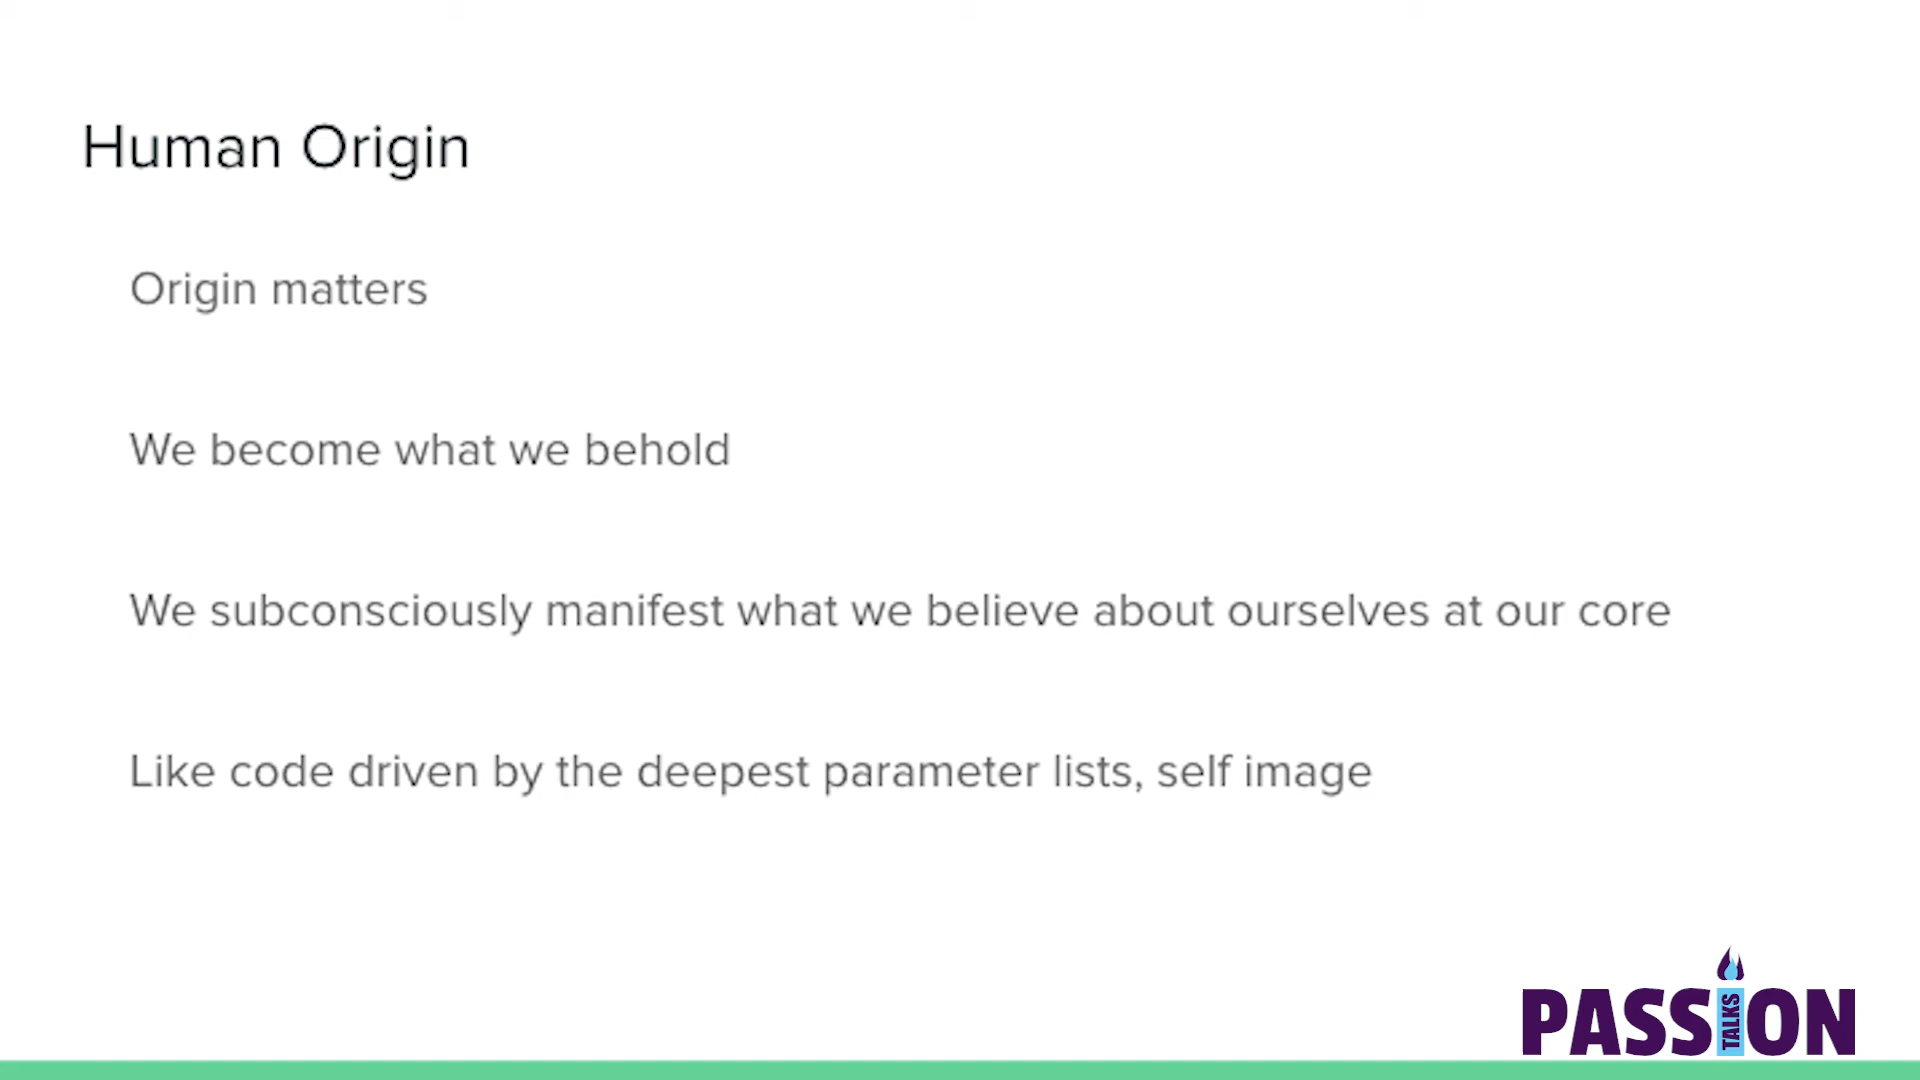 Human Origin
Origin matters
We become what we behold
We subconsciously manifest what we believe about ourselves at our core
Like code driven by the deepest parameter lists, self image
PASSION
TALKS